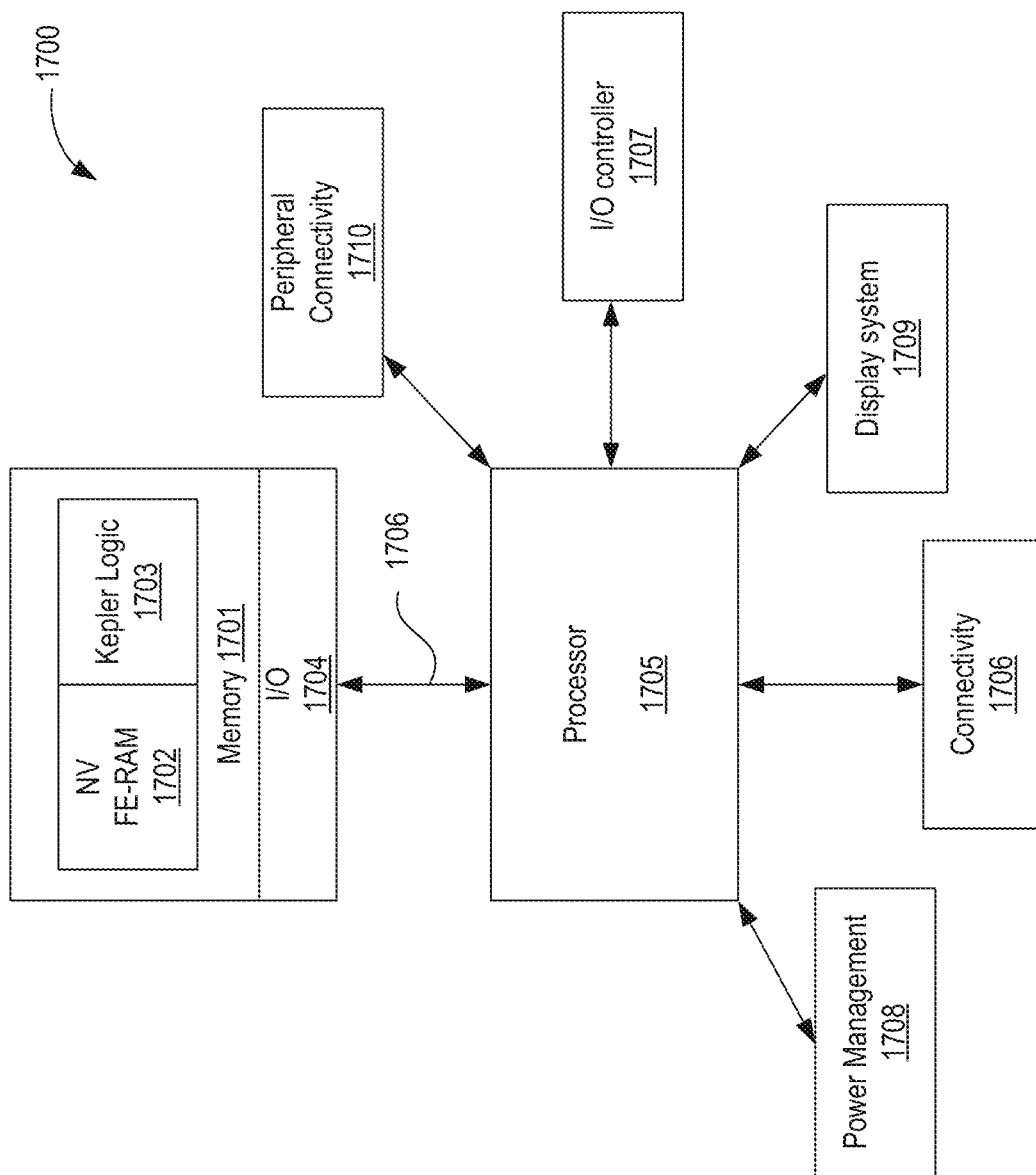 1700
NV
FE-RAM
1702
Kepler Logic
1703
Memory 1701
I/O
1704
1706
Peripheral
Connectivity
1710
Processor
1705
I/O controller
1707
Display system
1709
Connectivity
1706
Power Management
1708